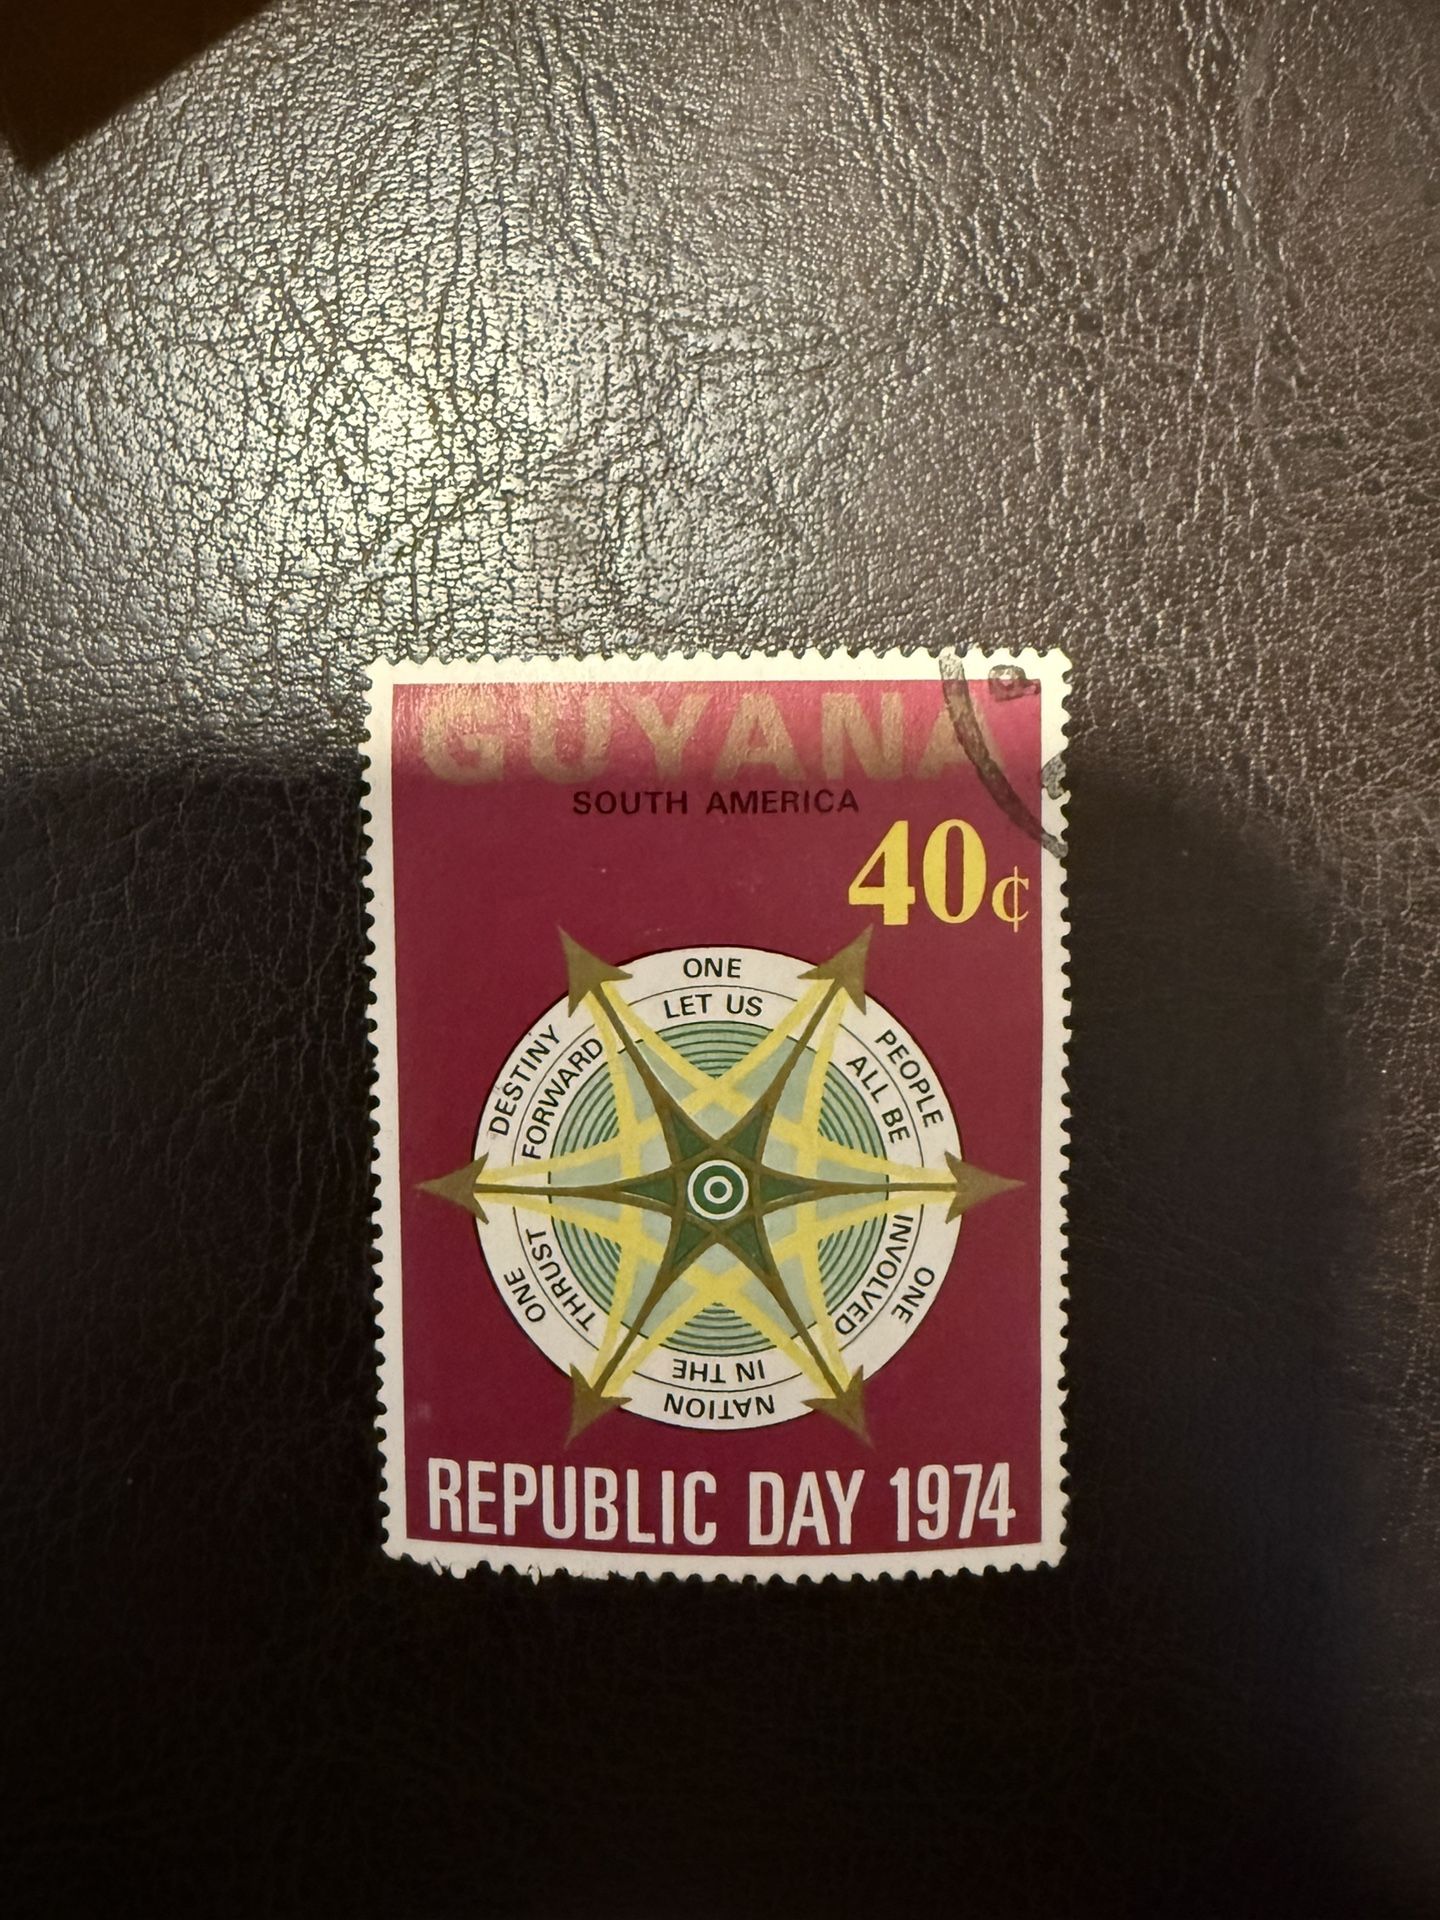 GUYANA
SOUTH AMERICA
40¢
ONE PEOPLE ONE NATION ONE DESTINY
LET US ALL BE INVOLVED IN THE THRUST FORWARD
REPUBLIC DAY 1974